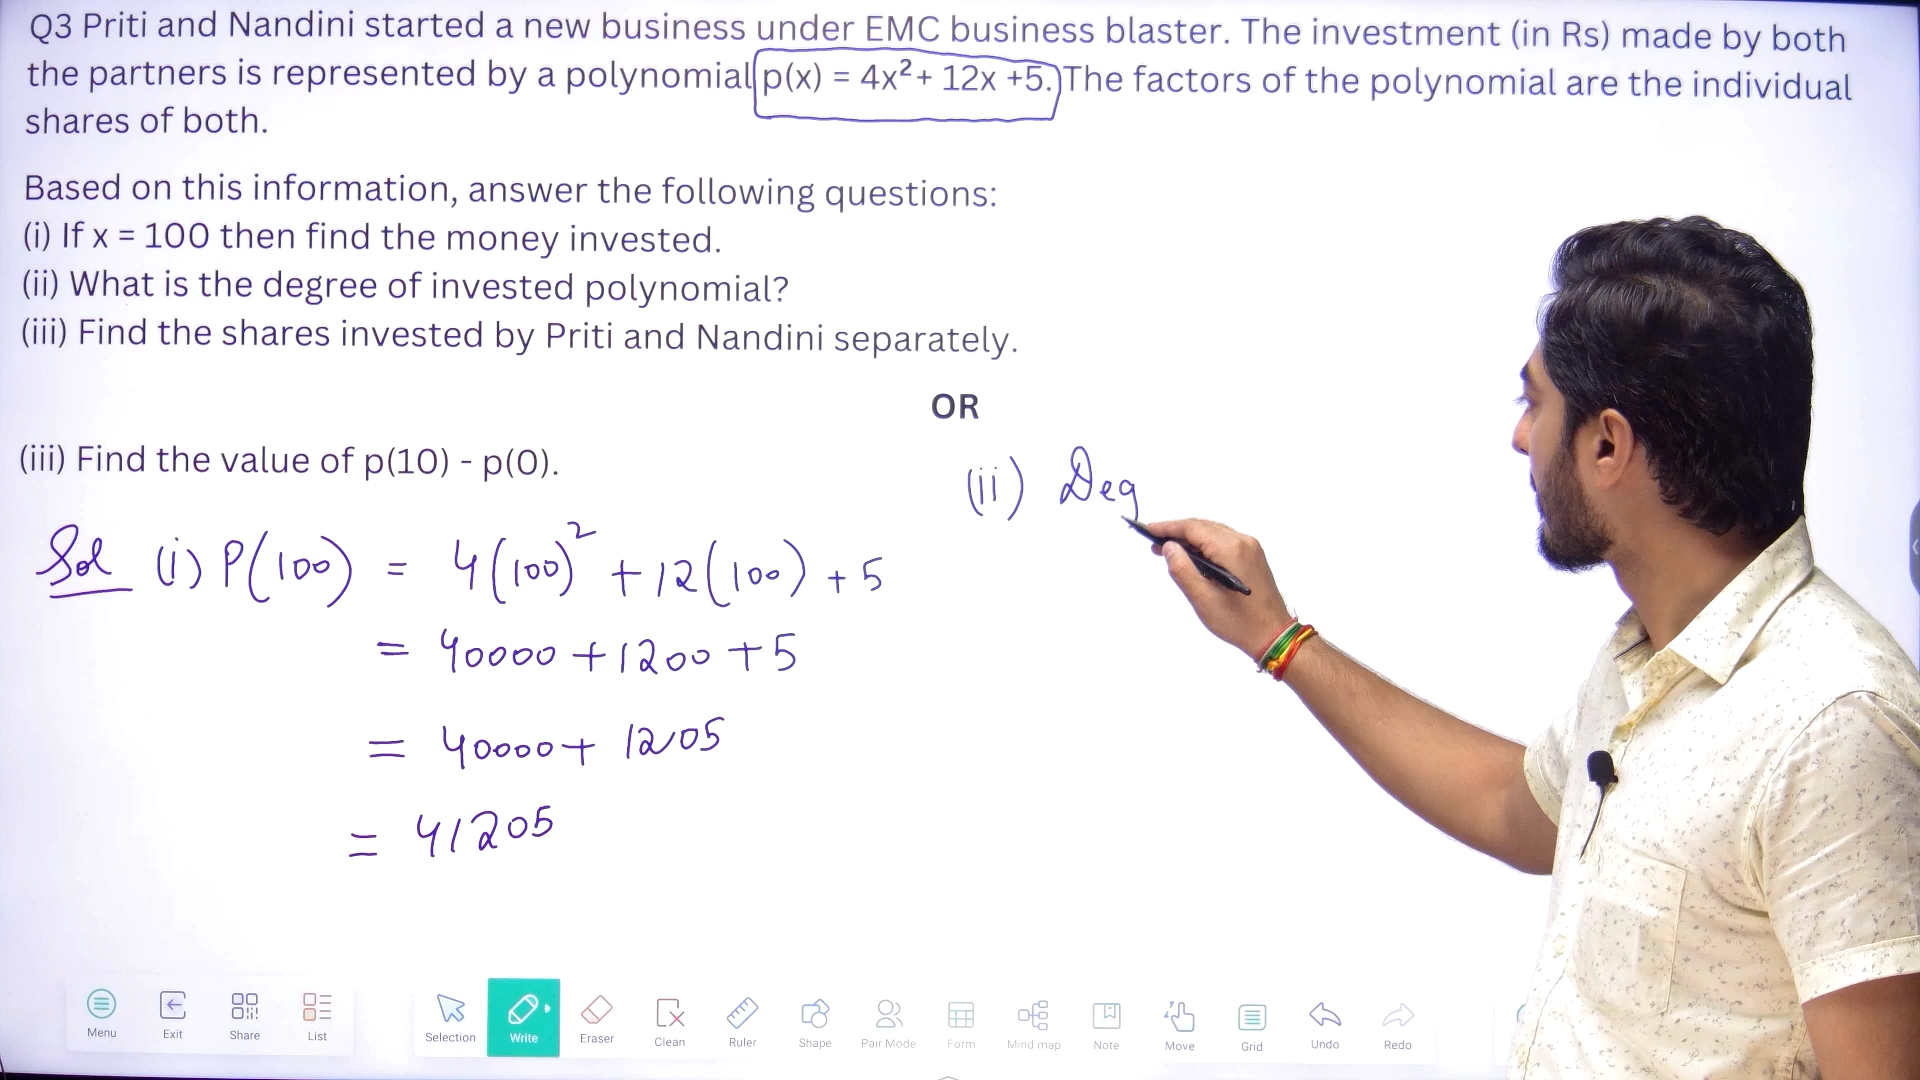 Q3 Priti and Nandini started a new business under EMC business blaster. The investment (in Rs) made by both
the partners is represented by a polynomial p(x) = 4x²+ 12x +5. The factors of the polynomial are the individual
shares of both.
Based on this information, answer the following questions:
(i) If x = 100 then find the money invested.
(ii) What is the degree of invested polynomial?
(iii) Find the shares invested by Priti and Nandini separately.
OR
(iii) Find the value of p(10) - p(0).
(ii) Deg
Sol (i) P(100) = 4(100)² + 12(100) + 5
= 40000 + 1200 + 5
= 40000 + 1205
= 41205
Menu Exit Share List Selection Write Eraser Clean Ruler Shape Pair Mode Form Mind map Note Move Grid Undo Redo